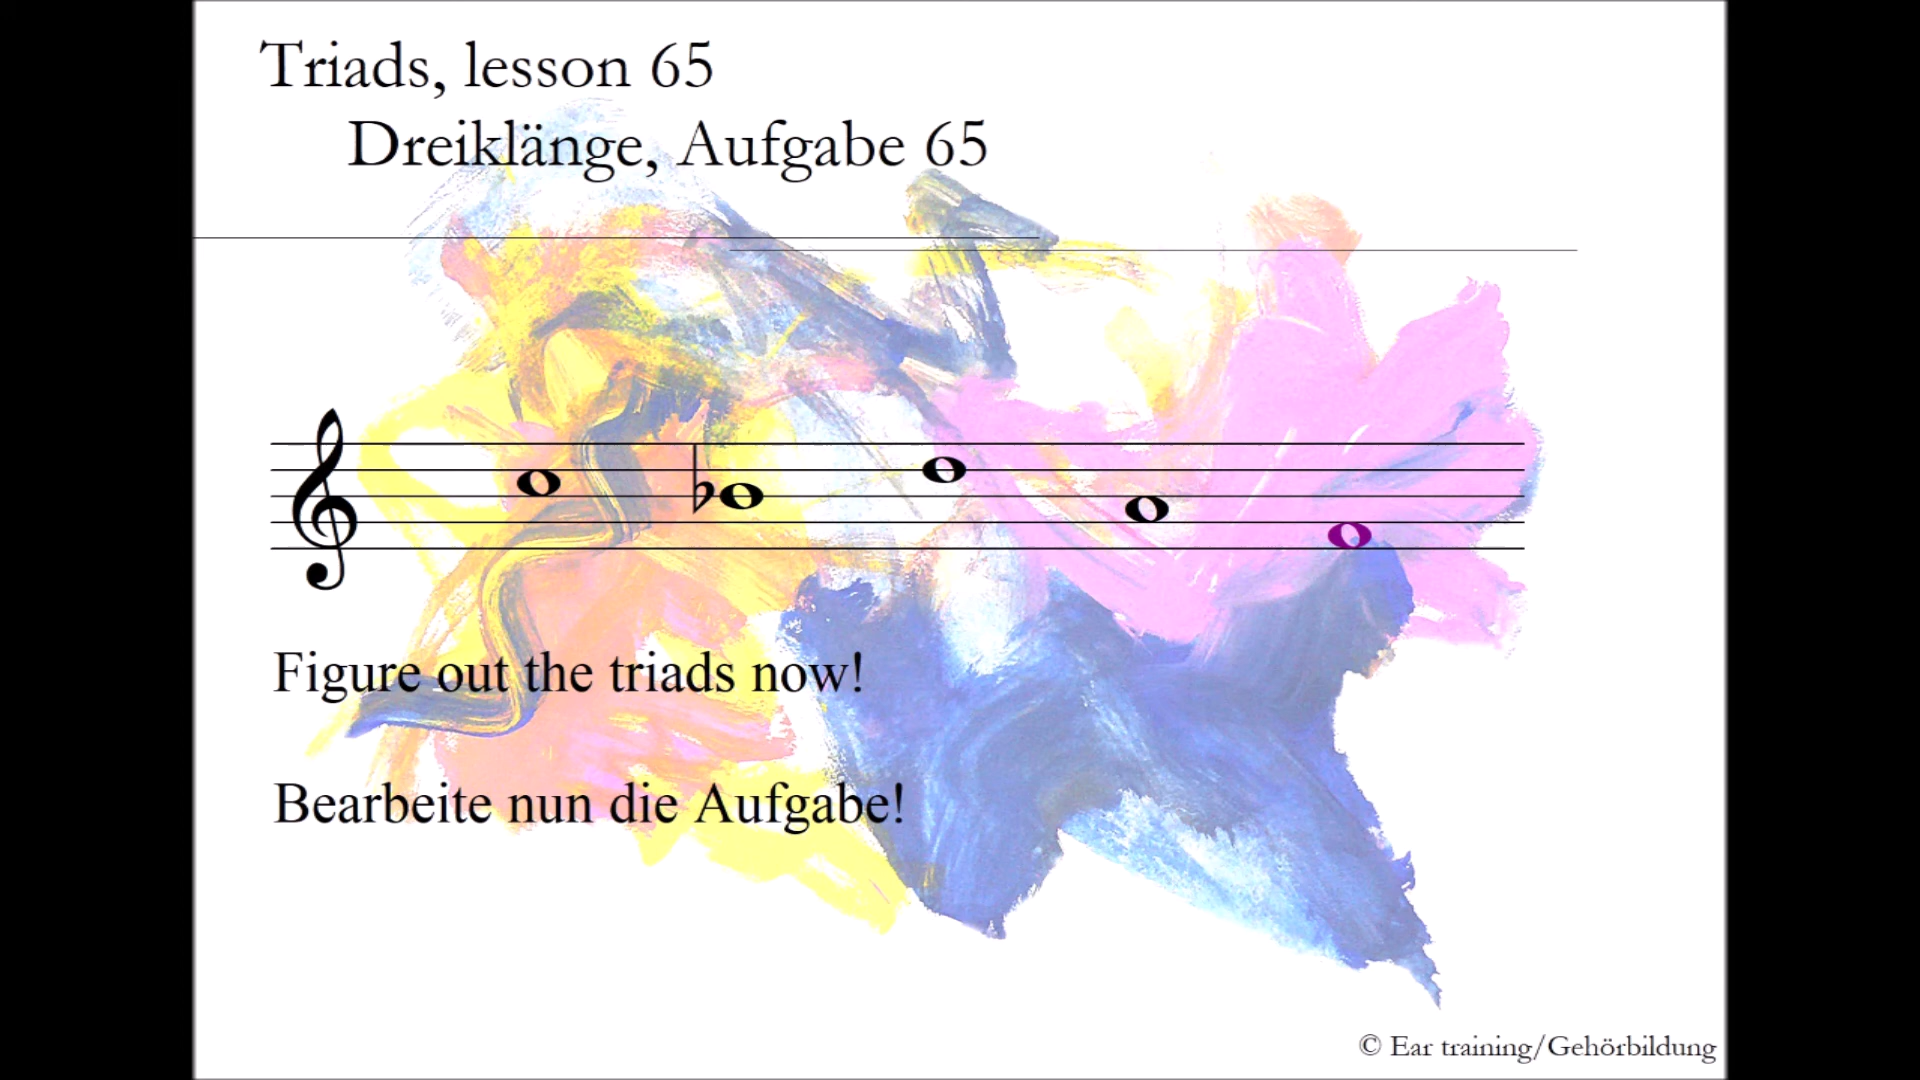 Triads, lesson 65
Dreiklänge, Aufgabe 65
Figure out the triads now!
Bearbeite nun die Aufgabe!
© Ear training/Gehörbildung